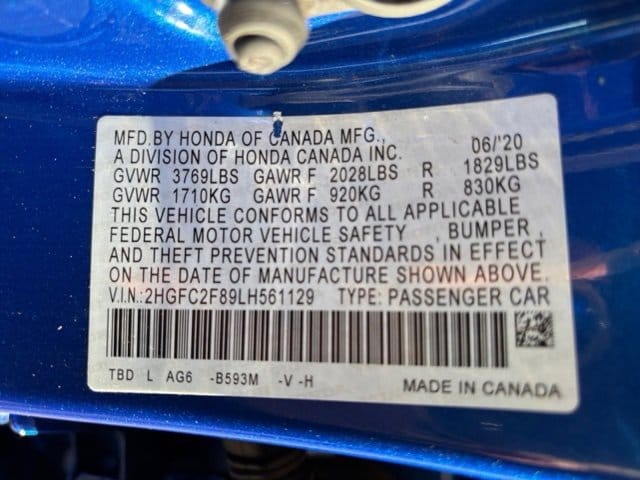 MFD.BY HONDA OF CANADA MFG., 06/'20
A DIVISION OF HONDA CANADA INC.
GVWR 3769LBS GAWR F 2028LBS R 1829LBS
GVWR 1710KG GAWR F 920KG R 830KG
THIS VEHICLE CONFORMS TO ALL APPLICABLE
FEDERAL MOTOR VEHICLE SAFETY , BUMPER ,
AND THEFT PREVENTION STANDARDS IN EFFECT
ON THE DATE OF MANUFACTURE SHOWN ABOVE.
V.I.N.:2HGFC2F89LH561129 TYPE: PASSENGER CAR
TBD L AG6 -B593M -V -H MADE IN CANADA